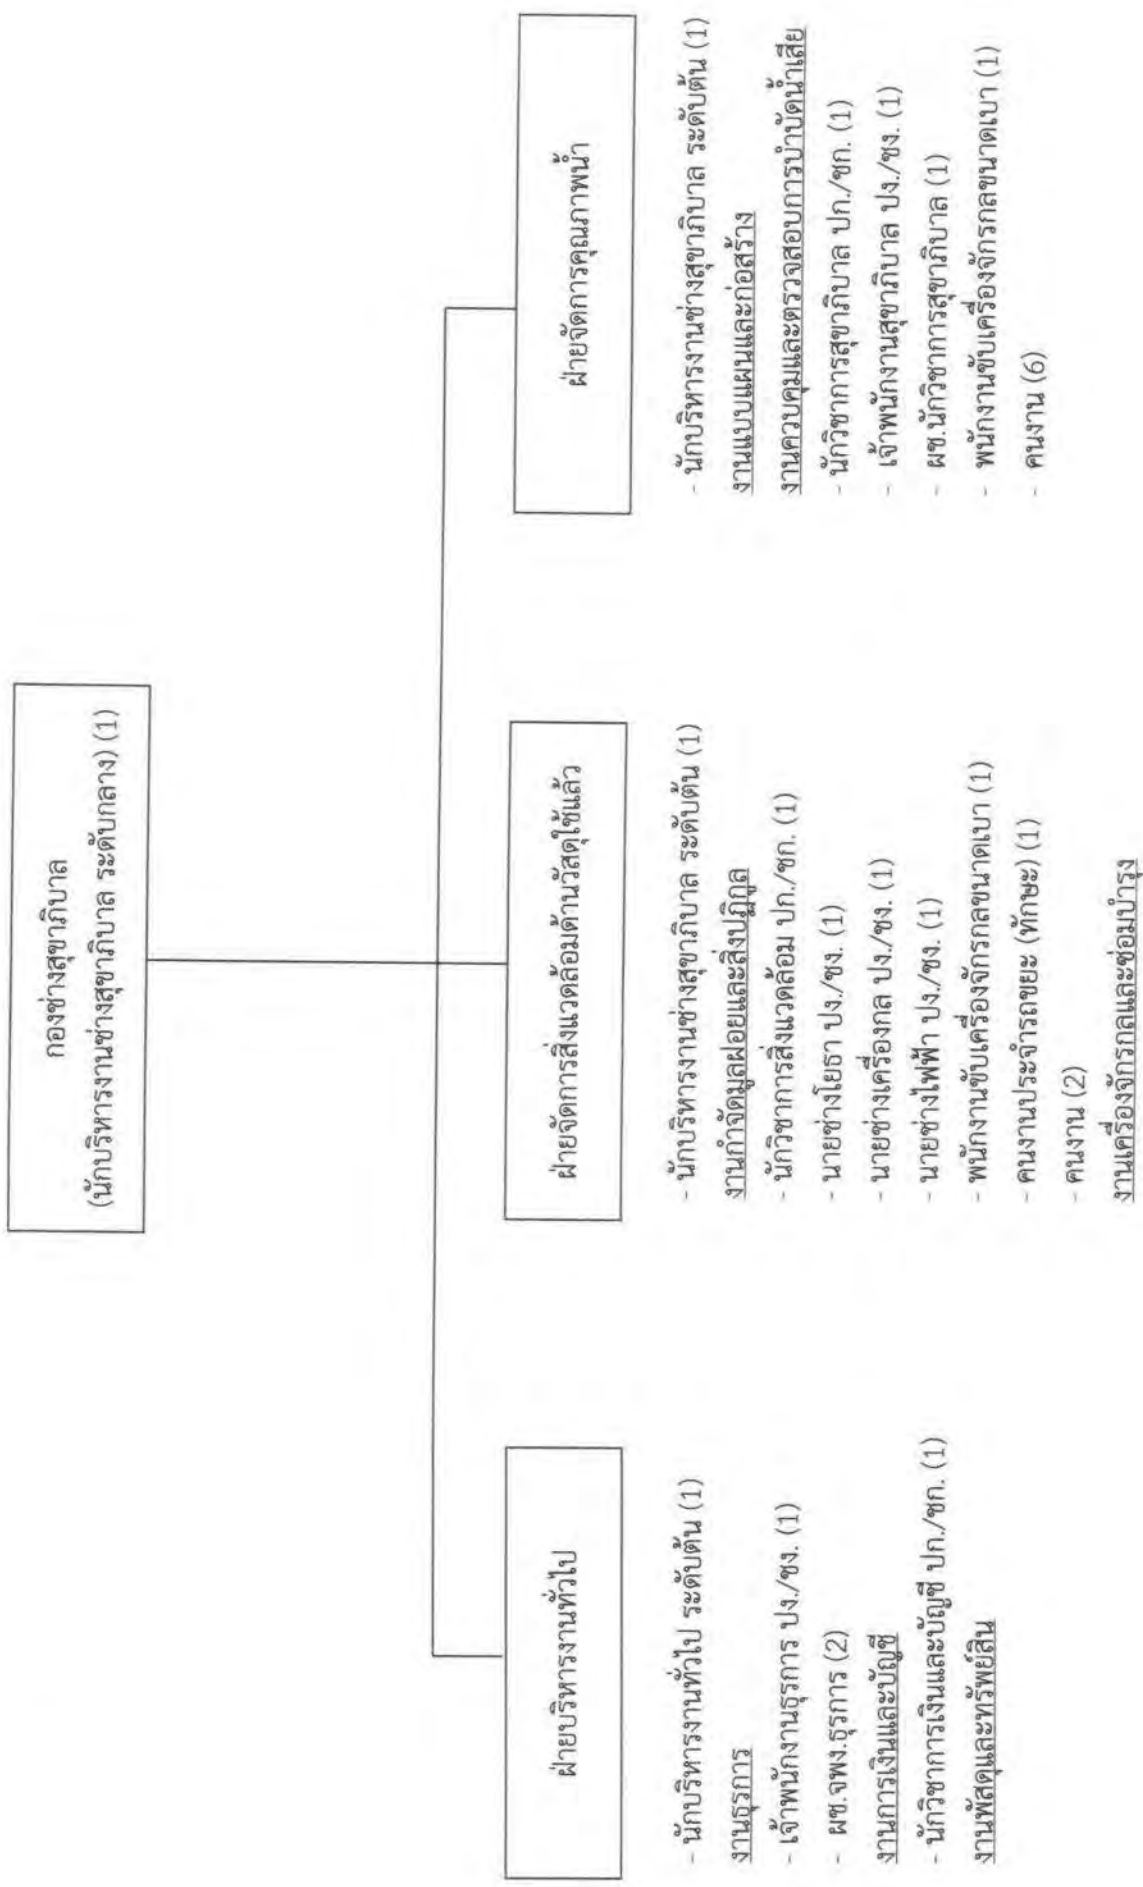 กองช่างสุขาภิบาล
(นักบริหารงานช่างสุขาภิบาล ระดับกลาง) (1)
ฝ่ายบริหารงานทั่วไป
- นักบริหารงานทั่วไป ระดับต้น (1)
งานธุรการ
- เจ้าพนักงานธุรการ ปง./ชง. (1)
- ผช.จพง.ธุรการ (2)
งานการเงินและบัญชี
- นักวิชาการเงินและบัญชี ปก./ชก. (1)
งานพัสดุและทรัพย์สิน
ฝ่ายจัดการสิ่งแวดล้อมด้านวัสดุใช้แล้ว
- นักบริหารงานช่างสุขาภิบาล ระดับต้น (1)
งานกำจัดมูลฝอยและสิ่งปฏิกูล
- นักวิชาการสิ่งแวดล้อม ปก./ชก. (1)
- นายช่างโยธา ปง./ชง. (1)
- นายช่างเครื่องกล ปง./ชง. (1)
- นายช่างไฟฟ้า ปง./ชง. (1)
- พนักงานขับเครื่องจักรกลขนาดเบา (1)
- คนงานประจำรถขยะ (ทักษะ) (1)
- คนงาน (2)
งานเครื่องจักรกลและซ่อมบำรุง
ฝ่ายจัดการคุณภาพน้ำ
- นักบริหารงานช่างสุขาภิบาล ระดับต้น (1)
งานแบบแผนและก่อสร้าง
งานควบคุมและตรวจสอบการบำบัดน้ำเสีย
- นักวิชาการสุขาภิบาล ปก./ชก. (1)
- เจ้าพนักงานสุขาภิบาล ปง./ชง. (1)
- ผช.นักวิชาการสุขาภิบาล (1)
- พนักงานขับเครื่องจักรกลขนาดเบา (1)
- คนงาน (6)